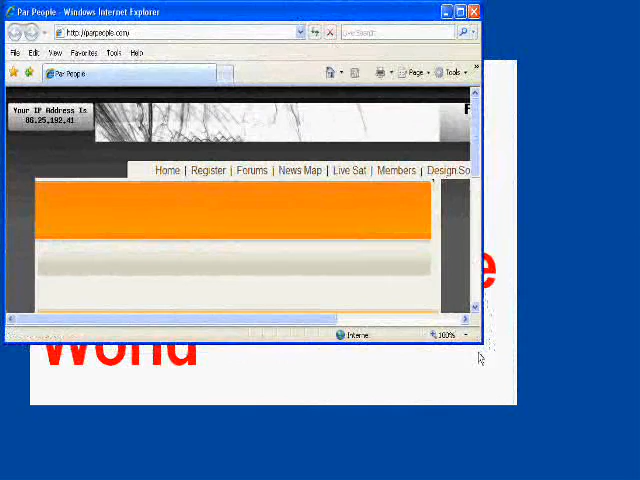 Par People - Windows Internet Explorer
http://parpeople.com/
Live Search
File Edit View Favorites Tools Help
Par People
Page Tools
Your IP Address Is
86.25.192.41
Home | Register | Forums | News Map | Live Sat | Members | Design So
e
World
Internet
100%